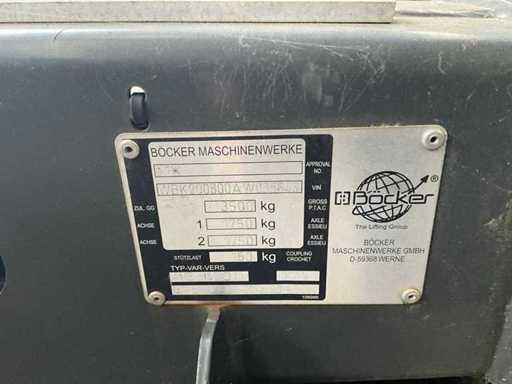 BÖCKER MASCHINENWERKE
APPROVAL NO.
VIN
ZUL. GG 3500 kg GROSS P.T.A.C
ACHSE 1 1750 kg AXLE ESSIEU
ACHSE 2 kg AXLE ESSIEU
STÜTZLAST kg COUPLING CROCHET
TYP-VAR-VERS
Böcker ®
The Lifting Group
BÖCKER
MASCHINENWERKE GMBH
D-59368 WERNE